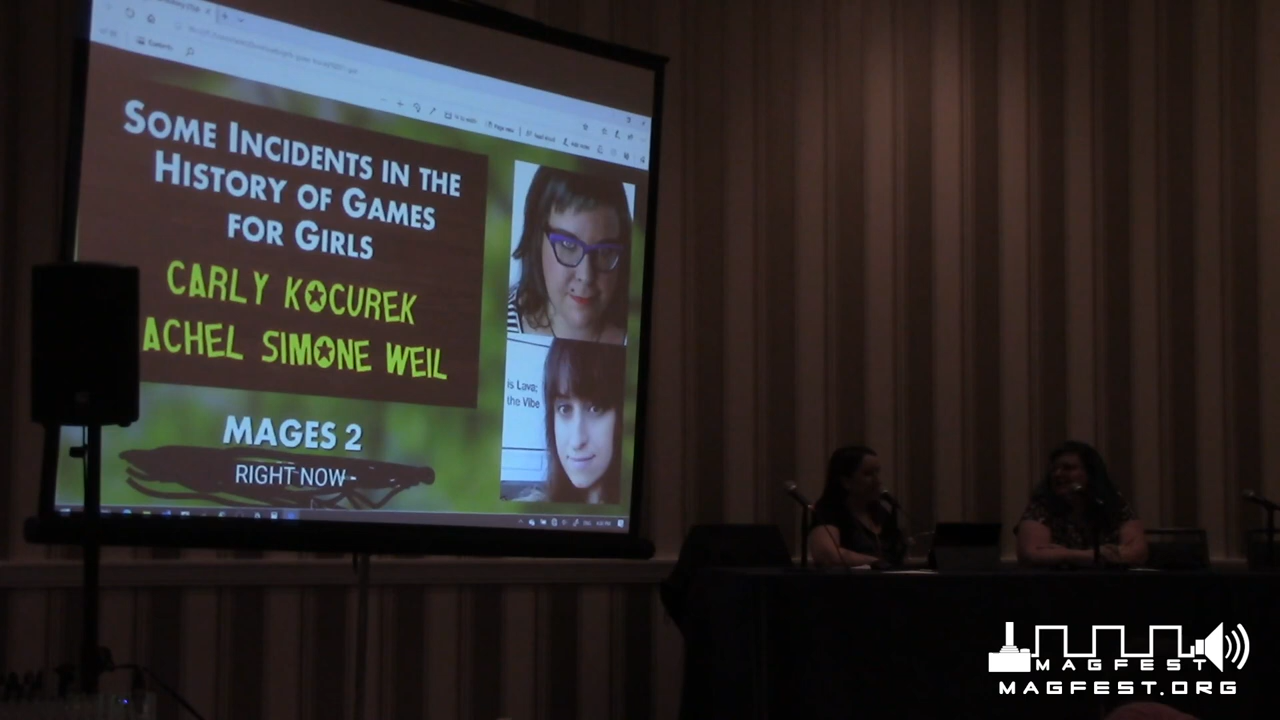 SOME INCIDENTS IN THE
HISTORY OF GAMES
FOR GIRLS
CARLY KOCUREK
ACHEL SIMONE WEIL
MAGES 2
RIGHT NOW -
is Lava;
the Vibe
MAGFEST
MAGFEST.ORG